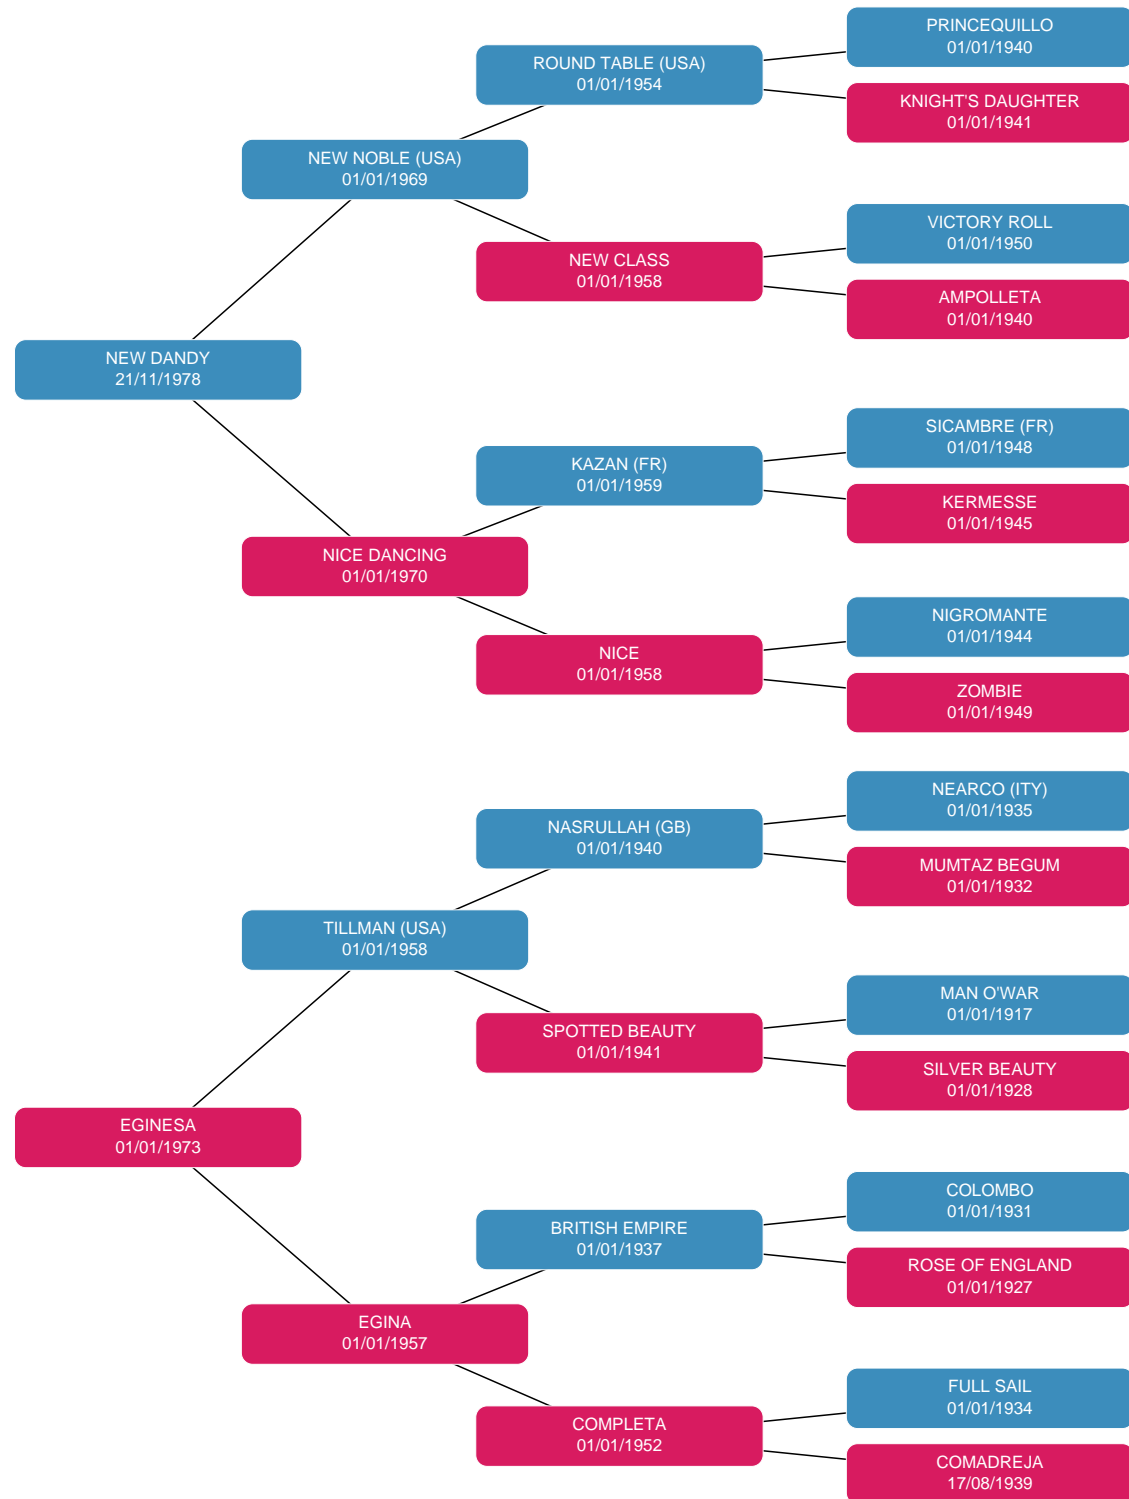 PRINCEQUILLO
01/01/1940
ROUND TABLE (USA)
01/01/1954
KNIGHT'S DAUGHTER
01/01/1941
NEW NOBLE (USA)
01/01/1969
VICTORY ROLL
01/01/1950
NEW CLASS
01/01/1958
AMPOLLETA
01/01/1940
NEW DANDY
21/11/1978
SICAMBRE (FR)
01/01/1948
KAZAN (FR)
01/01/1959
KERMESSE
01/01/1945
NICE DANCING
01/01/1970
NIGROMANTE
01/01/1944
NICE
01/01/1958
ZOMBIE
01/01/1949
NEARCO (ITY)
01/01/1935
NASRULLAH (GB)
01/01/1940
MUMTAZ BEGUM
01/01/1932
TILLMAN (USA)
01/01/1958
MAN O'WAR
01/01/1917
SPOTTED BEAUTY
01/01/1941
SILVER BEAUTY
01/01/1928
EGINESA
01/01/1973
COLOMBO
01/01/1931
BRITISH EMPIRE
01/01/1937
ROSE OF ENGLAND
01/01/1927
EGINA
01/01/1957
FULL SAIL
01/01/1934
COMPLETA
01/01/1952
COMADREJA
17/08/1939